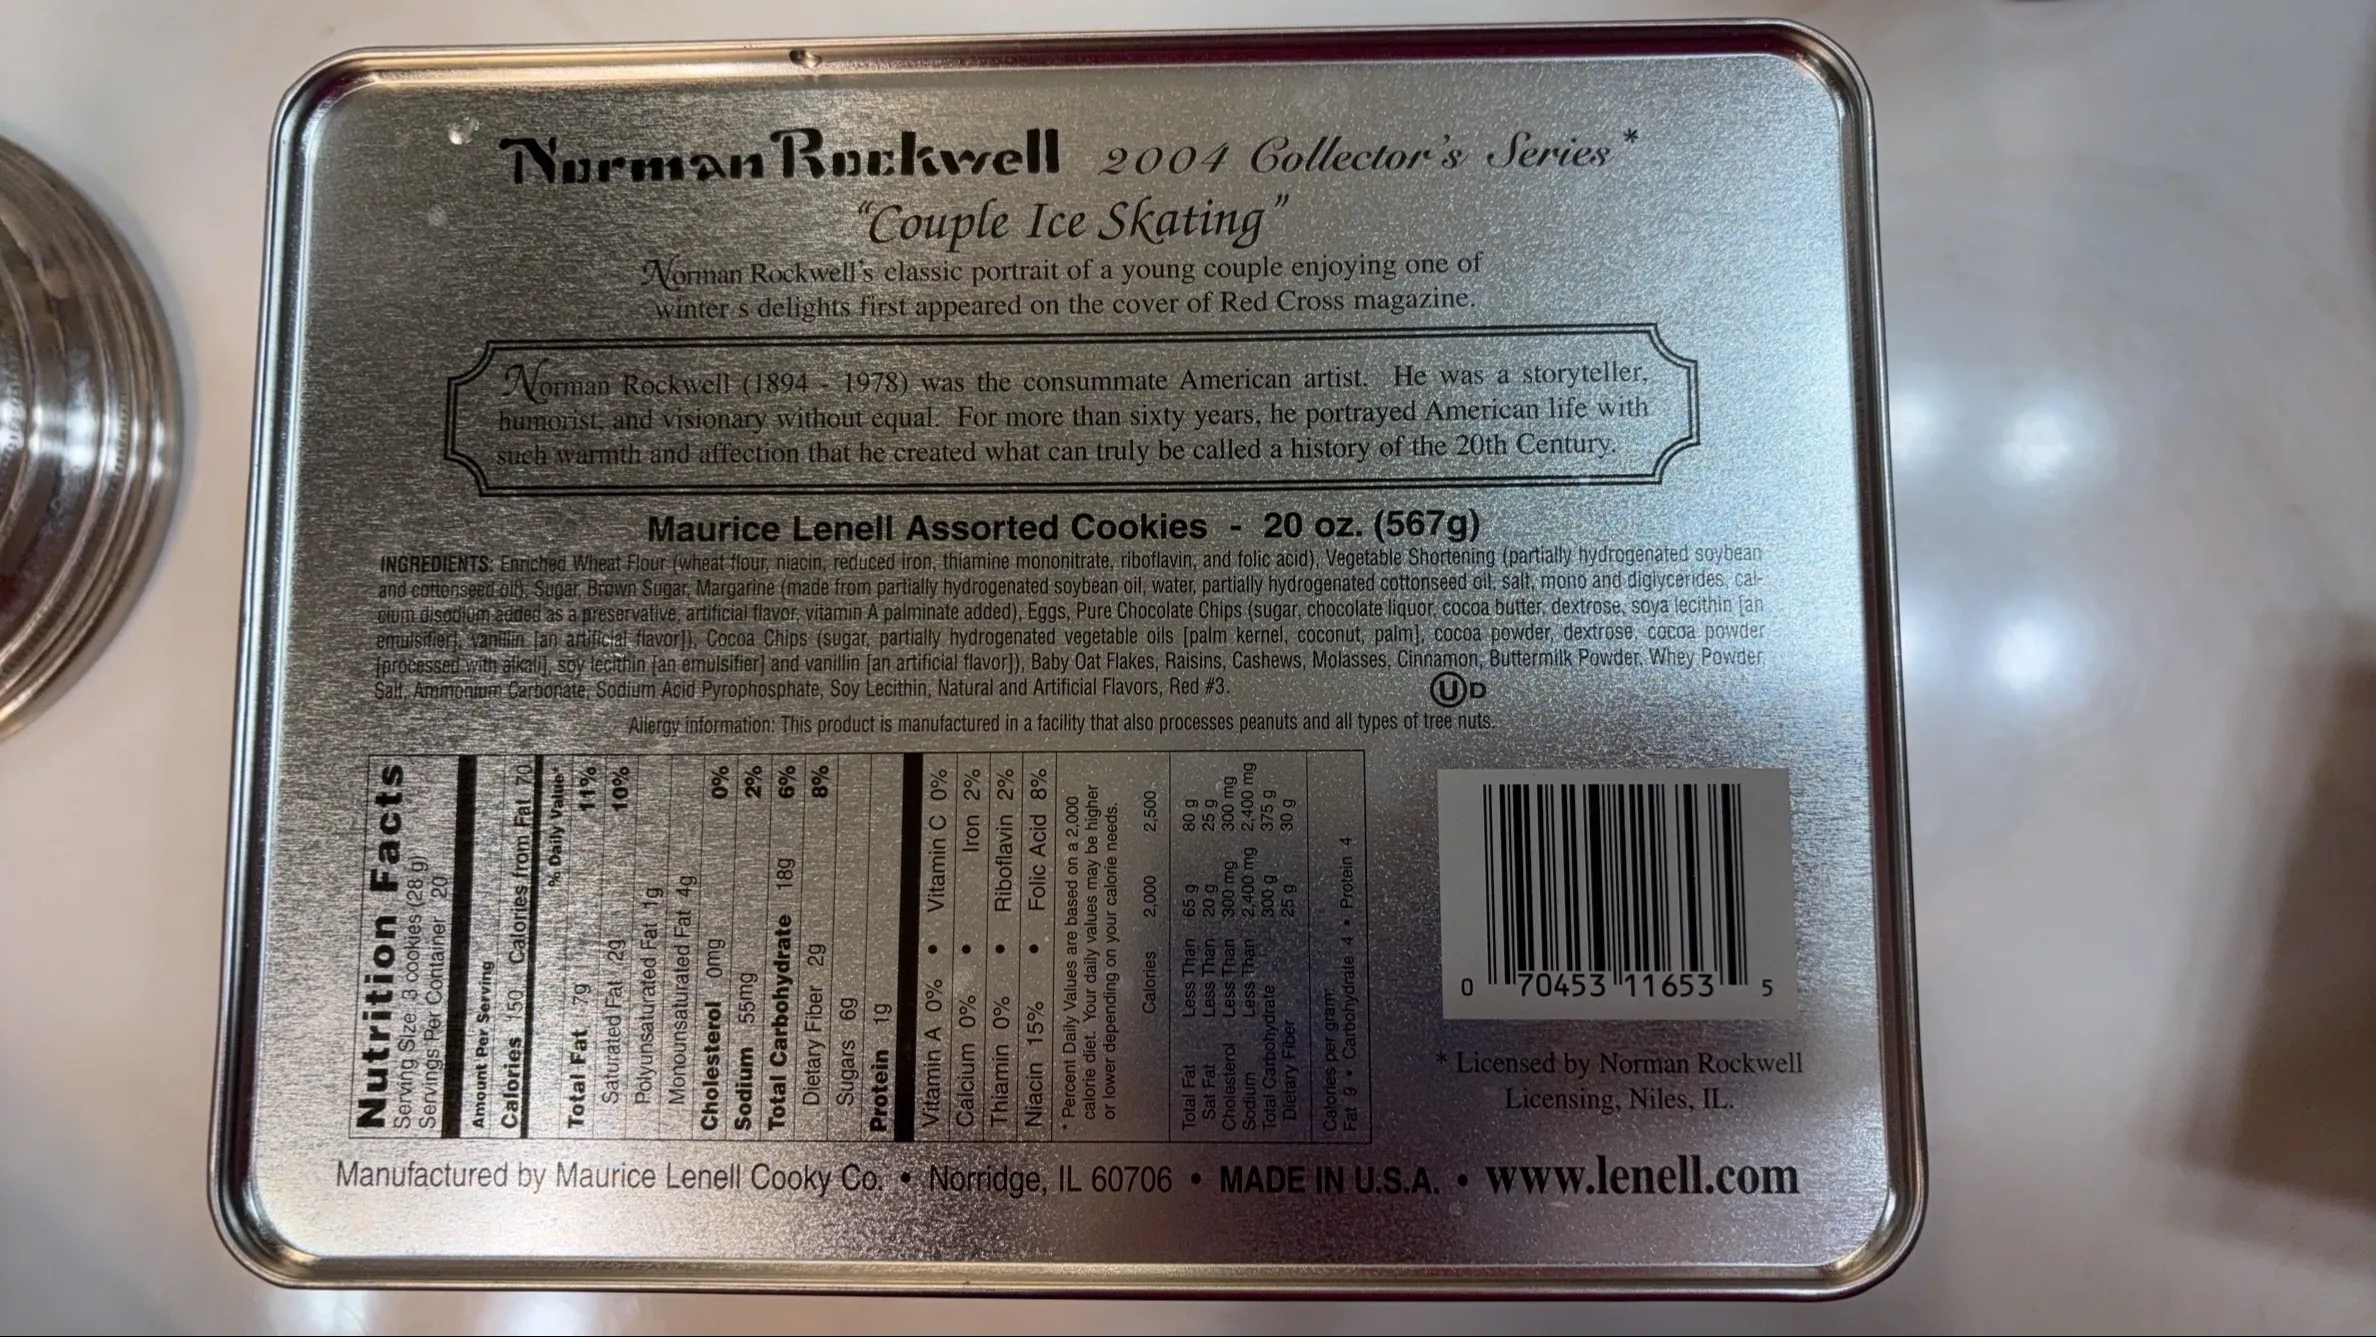 Norman Rockwell 2004 Collector's Series*
"Couple Ice Skating"
Norman Rockwell's classic portrait of a young couple enjoying one of
winter s delights first appeared on the cover of Red Cross magazine.
Norman Rockwell (1894 - 1978) was the consummate American artist. He was a storyteller,
humorist, and visionary without equal. For more than sixty years, he portrayed American life with
such warmth and affection that he created what can truly be called a history of the 20th Century.
Maurice Lenell Assorted Cookies - 20 oz. (567g)
INGREDIENTS: Enriched Wheat Flour (wheat flour, niacin, reduced iron, thiamine mononitrate, riboflavin, and folic acid), Vegetable Shortening (partially hydrogenated soybean
and cottonseed oil), Sugar, Brown Sugar, Margarine (made from partially hydrogenated soybean oil, water, partially hydrogenated cottonseed oil, salt, mono and diglycerides, cal-
cium disodium added as a preservative, artificial flavor, vitamin A palminate added), Eggs, Pure Chocolate Chips (sugar, chocolate liquor, cocoa butter, dextrose, soya lecithin [an
emulsifier], vanillin [an artificial flavor]), Cocoa Chips (sugar, partially hydrogenated vegetable oils [palm kernel, coconut, palm], cocoa powder, dextrose, cocoa powder
[processed with alkali], soy lecithin [an emulsifier] and vanillin [an artificial flavor]), Baby Oat Flakes, Raisins, Cashews, Molasses, Cinnamon, Buttermilk Powder, Whey Powder,
Salt, Ammonium Carbonate, Sodium Acid Pyrophosphate, Soy Lecithin, Natural and Artificial Flavors, Red #3.
U D
Allergy information: This product is manufactured in a facility that also processes peanuts and all types of tree nuts.
Nutrition Facts
Serving Size 3 cookies (28 g)
Servings Per Container 20
Amount Per Serving
Calories 150 Calories from Fat 70
% Daily Value*
Total Fat 7g 11%
Saturated Fat 2g 10%
Polyunsaturated Fat 1g
Monounsaturated Fat 4g
Cholesterol 0mg 0%
Sodium 55mg 2%
Total Carbohydrate 18g 6%
Dietary Fiber 2g 8%
Sugars 6g
Protein 1g
Vitamin A 0% • Vitamin C 0%
Calcium 0% • Iron 2%
Thiamin 0% • Riboflavin 2%
Niacin 15% • Folic Acid 8%
* Percent Daily Values are based on a 2,000
calorie diet. Your daily values may be higher
or lower depending on your calorie needs.
Calories 2,000 2,500
Total Fat Less Than 65 g 80 g
Sat Fat Less Than 20 g 25 g
Cholesterol Less Than 300 mg 300 mg
Sodium Less Than 2,400 mg 2,400 mg
Total Carbohydrate 300 g 375 g
Dietary Fiber 25 g 30 g
Calories per gram:
Fat 9 • Carbohydrate 4 • Protein 4
0 70453 11653 5
* Licensed by Norman Rockwell
Licensing, Niles, IL.
Manufactured by Maurice Lenell Cooky Co. • Norridge, IL 60706 • MADE IN U.S.A. • www.lenell.com